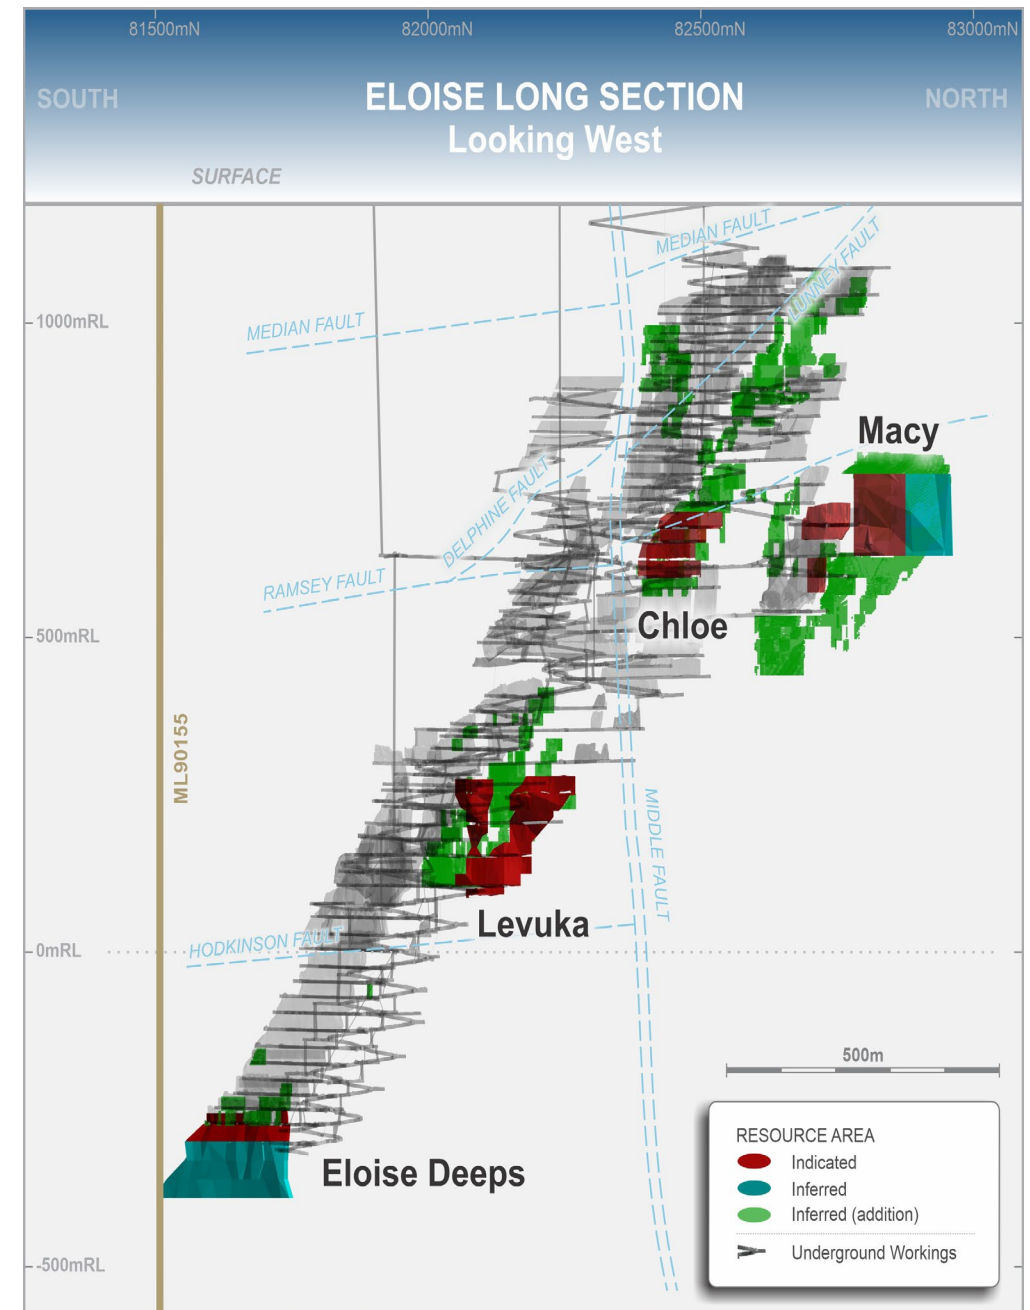 81500mN
82000mN
82500mN
83000mN
SOUTH
ELOISE LONG SECTION
NORTH
Looking West
SURFACE
MEDIAN FAULT
LUNNEY FAULT
MEDIAN FAULT
1000mRL
Macy
DELPHINE FAULT
RAMSEY FAULT
Chloe
500mRL
ML90155
MIDDLE FAULT
Levuka
HODKINSON FAULT
0mRL
500m
Eloise Deeps
RESOURCE AREA
Indicated
Inferred
Inferred (addition)
Underground Workings
-500mRL